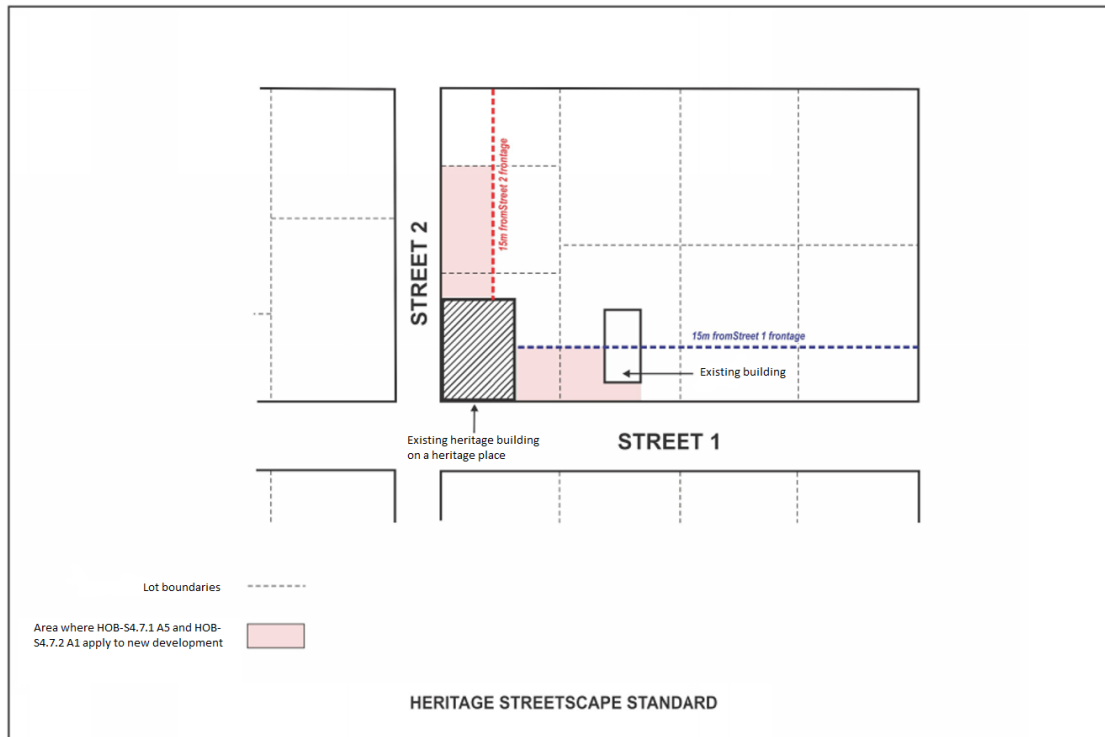 15m fromStreet 2 frontage
STREET 2
15m fromStreet 1 frontage
Existing building
Existing heritage building
on a heritage place
STREET 1
Lot boundaries
Area where HOB-S4.7.1 A5 and HOB-
S4.7.2 A1 apply to new development
HERITAGE STREETSCAPE STANDARD